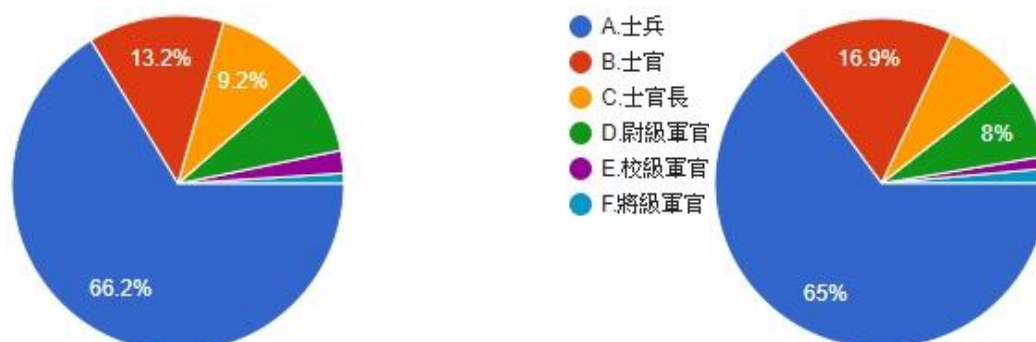 13.2%
9.2%
66.2%
A.士兵
B.士官
C.士官長
D.尉級軍官
E.校級軍官
F.將級軍官
16.9%
8%
65%